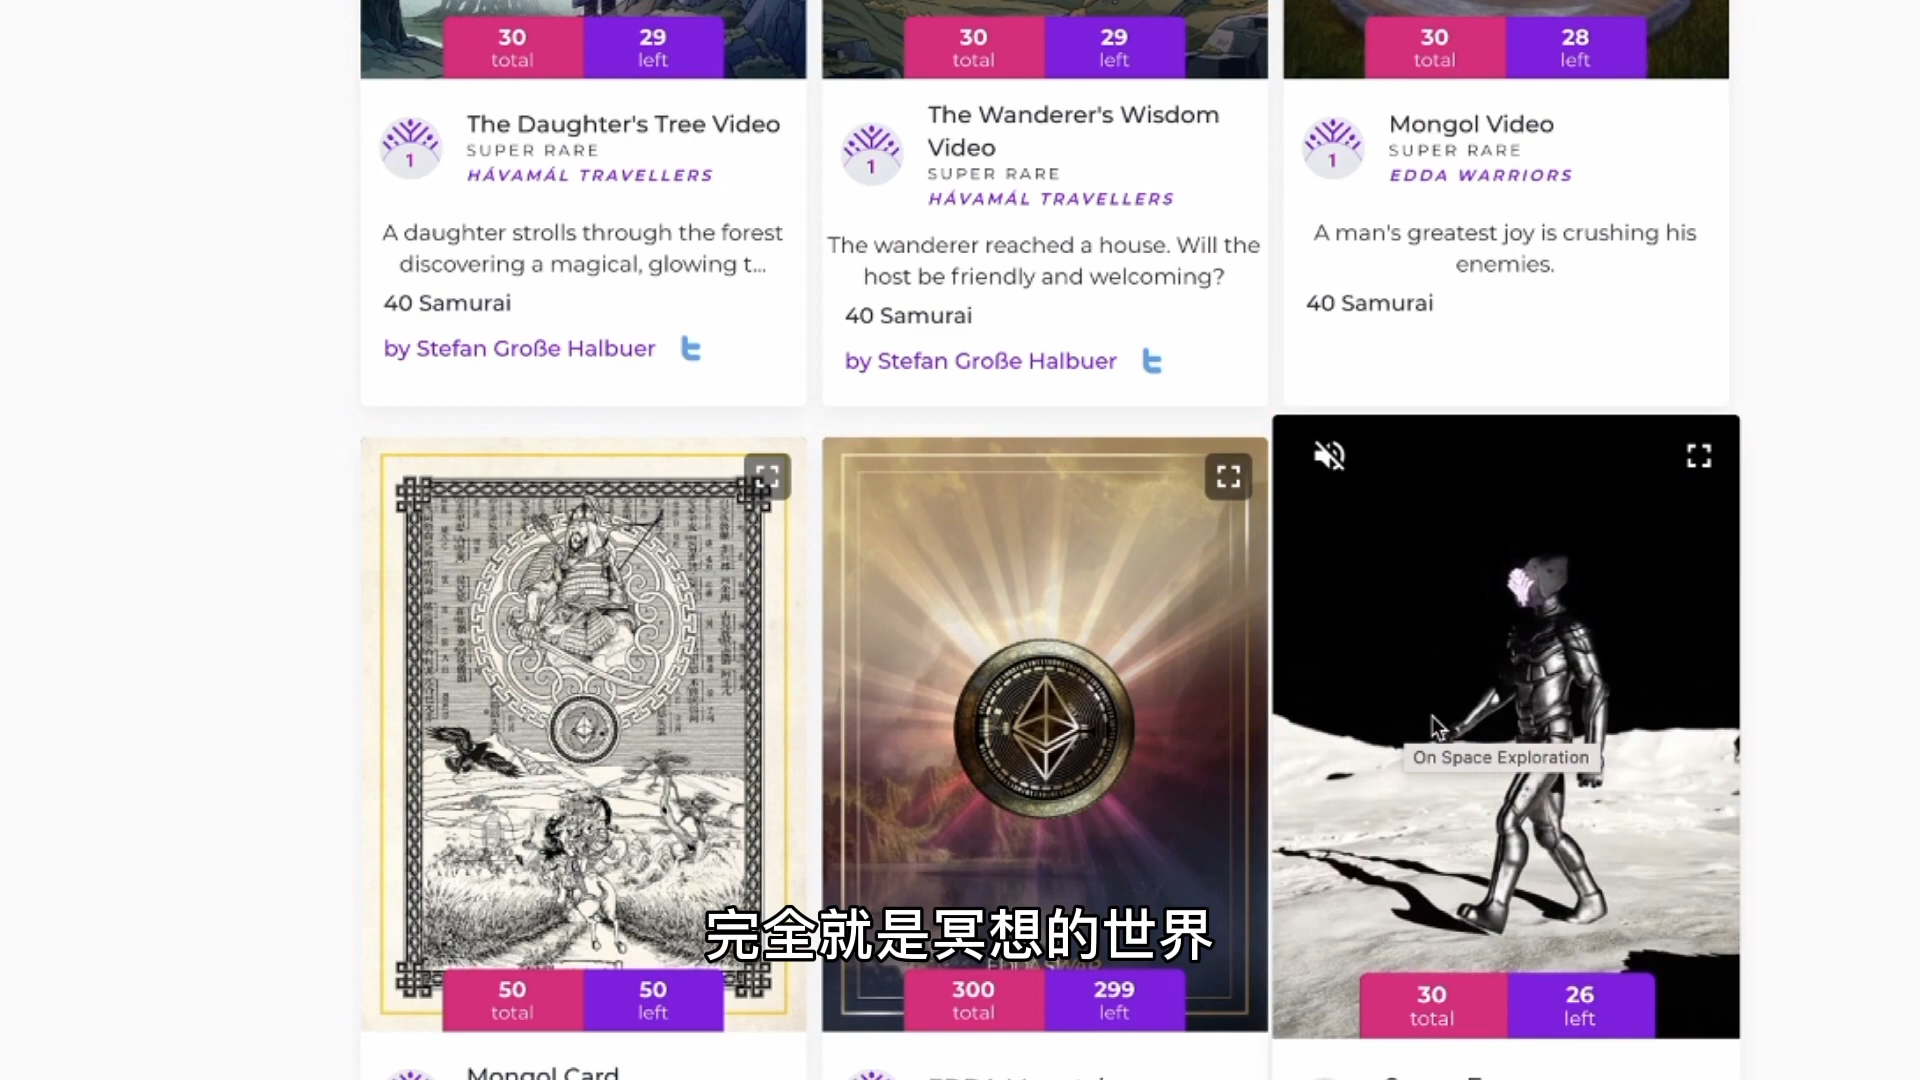 30
total
29
left
30
total
29
left
30
total
28
left
1
The Daughter's Tree Video
SUPER RARE
HÁVAMÁL TRAVELLERS
A daughter strolls through the forest
discovering a magical, glowing t...
40 Samurai
by Stefan Große Halbuer
1
The Wanderer's Wisdom
Video
SUPER RARE
HÁVAMÁL TRAVELLERS
The wanderer reached a house. Will the
host be friendly and welcoming?
40 Samurai
by Stefan Große Halbuer
1
Mongol Video
SUPER RARE
EDDA WARRIORS
A man's greatest joy is crushing his
enemies.
40 Samurai
On Space Exploration
完全就是冥想的世界
50
total
50
left
300
total
299
left
30
total
26
left
Mongol Card